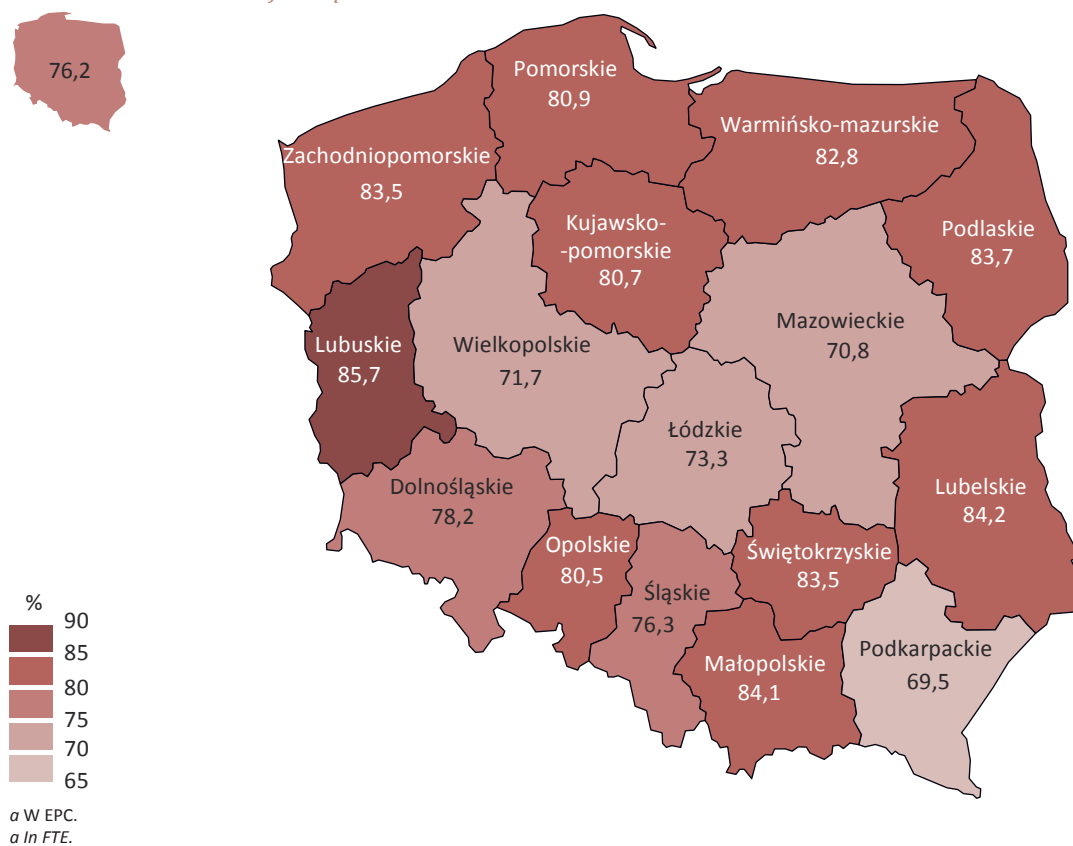 76,2
Pomorskie
80,9
Warmińsko-mazurskie
82,8
Zachodniopomorskie
83,5
Kujawsko-
-pomorskie
80,7
Podlaskie
83,7
Mazowieckie
70,8
Lubuskie
85,7
Wielkopolskie
71,7
Łódzkie
73,3
Dolnośląskie
78,2
Lubelskie
84,2
Opolskie
80,5
Świętokrzyskie
83,5
Śląskie
76,3
Małopolskie
84,1
Podkarpackie
69,5
%
90
85
80
75
70
65
a W EPC.
a In FTE.